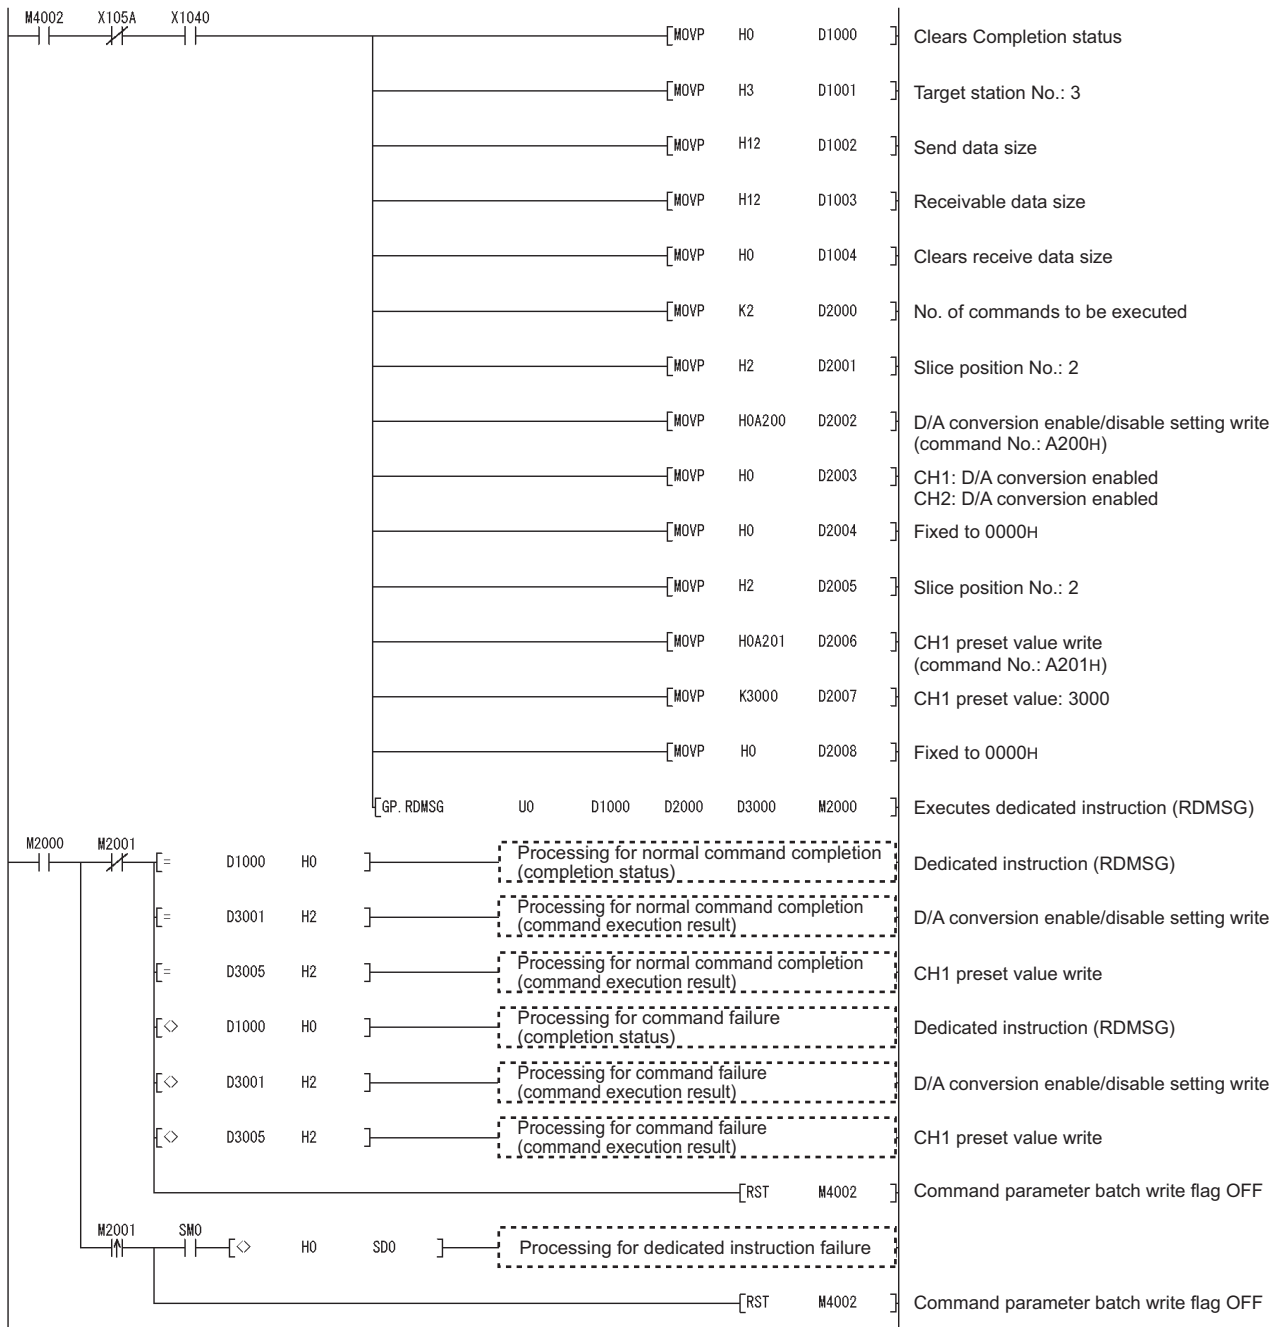 M4002 X105A X1040
MOVP H0 D1000 Clears Completion status
MOVP H3 D1001 Target station No.: 3
MOVP H12 D1002 Send data size
MOVP H12 D1003 Receivable data size
MOVP H0 D1004 Clears receive data size
MOVP K2 D2000 No. of commands to be executed
MOVP H2 D2001 Slice position No.: 2
MOVP H0A200 D2002 D/A conversion enable/disable setting write
(command No.: A200H)
MOVP H0 D2003 CH1: D/A conversion enabled
CH2: D/A conversion enabled
MOVP H0 D2004 Fixed to 0000H
MOVP H2 D2005 Slice position No.: 2
MOVP H0A201 D2006 CH1 preset value write
(command No.: A201H)
MOVP K3000 D2007 CH1 preset value: 3000
MOVP H0 D2008 Fixed to 0000H
GP.RDMSG U0 D1000 D2000 D3000 M2000 Executes dedicated instruction (RDMSG)
M2000 M2001
= D1000 H0 Processing for normal command completion
(completion status) Dedicated instruction (RDMSG)
= D3001 H2 Processing for normal command completion
(command execution result) D/A conversion enable/disable setting write
= D3005 H2 Processing for normal command completion
(command execution result) CH1 preset value write
<> D1000 H0 Processing for command failure
(completion status) Dedicated instruction (RDMSG)
<> D3001 H2 Processing for command failure
(command execution result) D/A conversion enable/disable setting write
<> D3005 H2 Processing for command failure
(command execution result) CH1 preset value write
RST M4002 Command parameter batch write flag OFF
M2001 SM0
<> H0 SD0 Processing for dedicated instruction failure
RST M4002 Command parameter batch write flag OFF